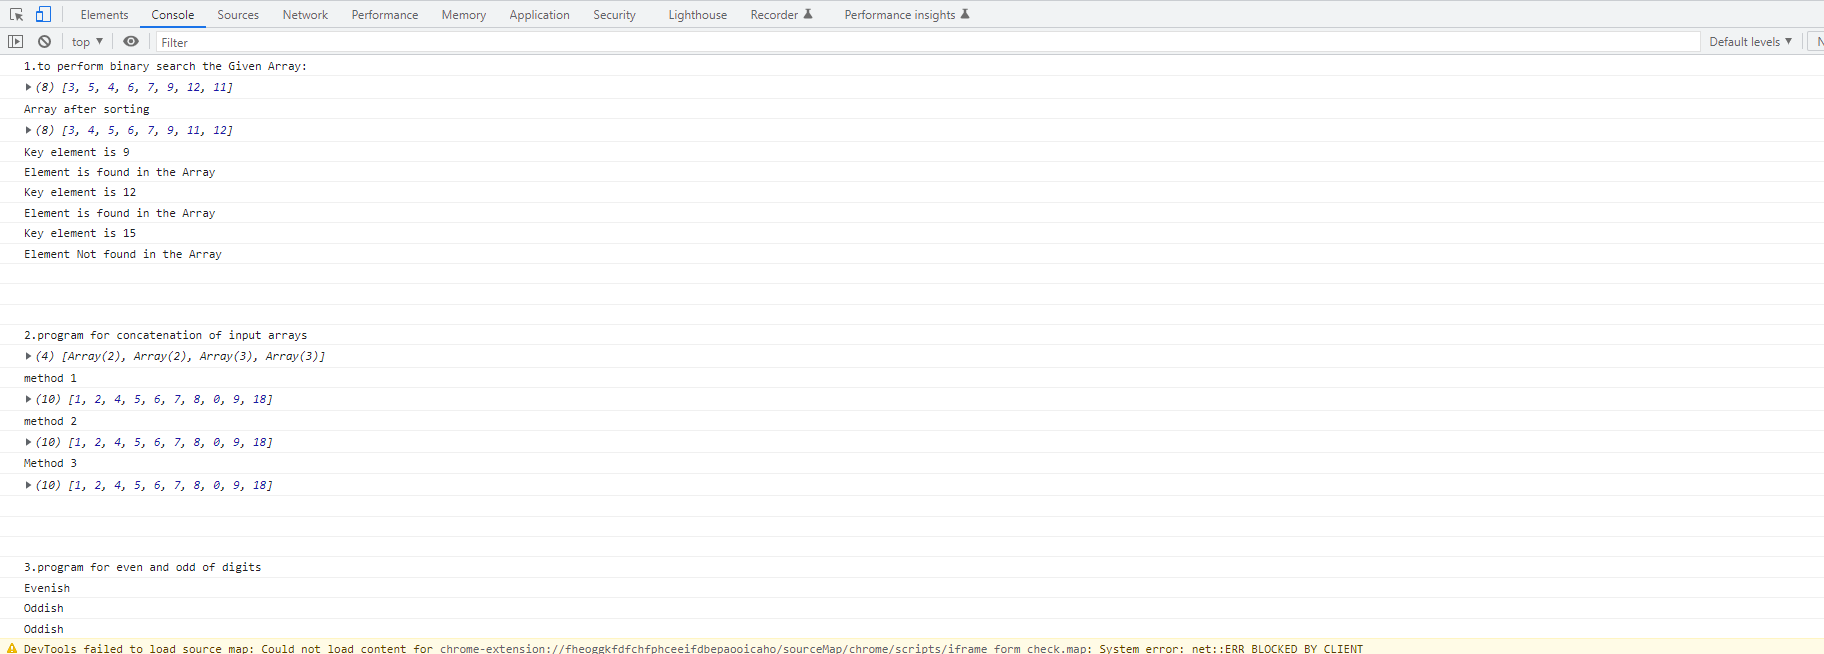 Elements Console Sources Network Performance Memory Application Security Lighthouse Recorder Performance insights
top ▼ Filter Default levels ▼ N
1.to perform binary search the Given Array:
(8) [3, 5, 4, 6, 7, 9, 12, 11]
Array after sorting
(8) [3, 4, 5, 6, 7, 9, 11, 12]
Key element is 9
Element is found in the Array
Key element is 12
Element is found in the Array
Key element is 15
Element Not found in the Array
2.program for concatenation of input arrays
(4) [Array(2), Array(2), Array(3), Array(3)]
method 1
(10) [1, 2, 4, 5, 6, 7, 8, 0, 9, 18]
method 2
(10) [1, 2, 4, 5, 6, 7, 8, 0, 9, 18]
Method 3
(10) [1, 2, 4, 5, 6, 7, 8, 0, 9, 18]
3.program for even and odd of digits
Evenish
Oddish
Oddish
DevTools failed to load source map: Could not load content for chrome-extension://fheoggkfdfchfphceeifdbepaooicaho/sourceMap/chrome/scripts/iframe_form_check.map: System error: net::ERR_BLOCKED_BY_CLIENT